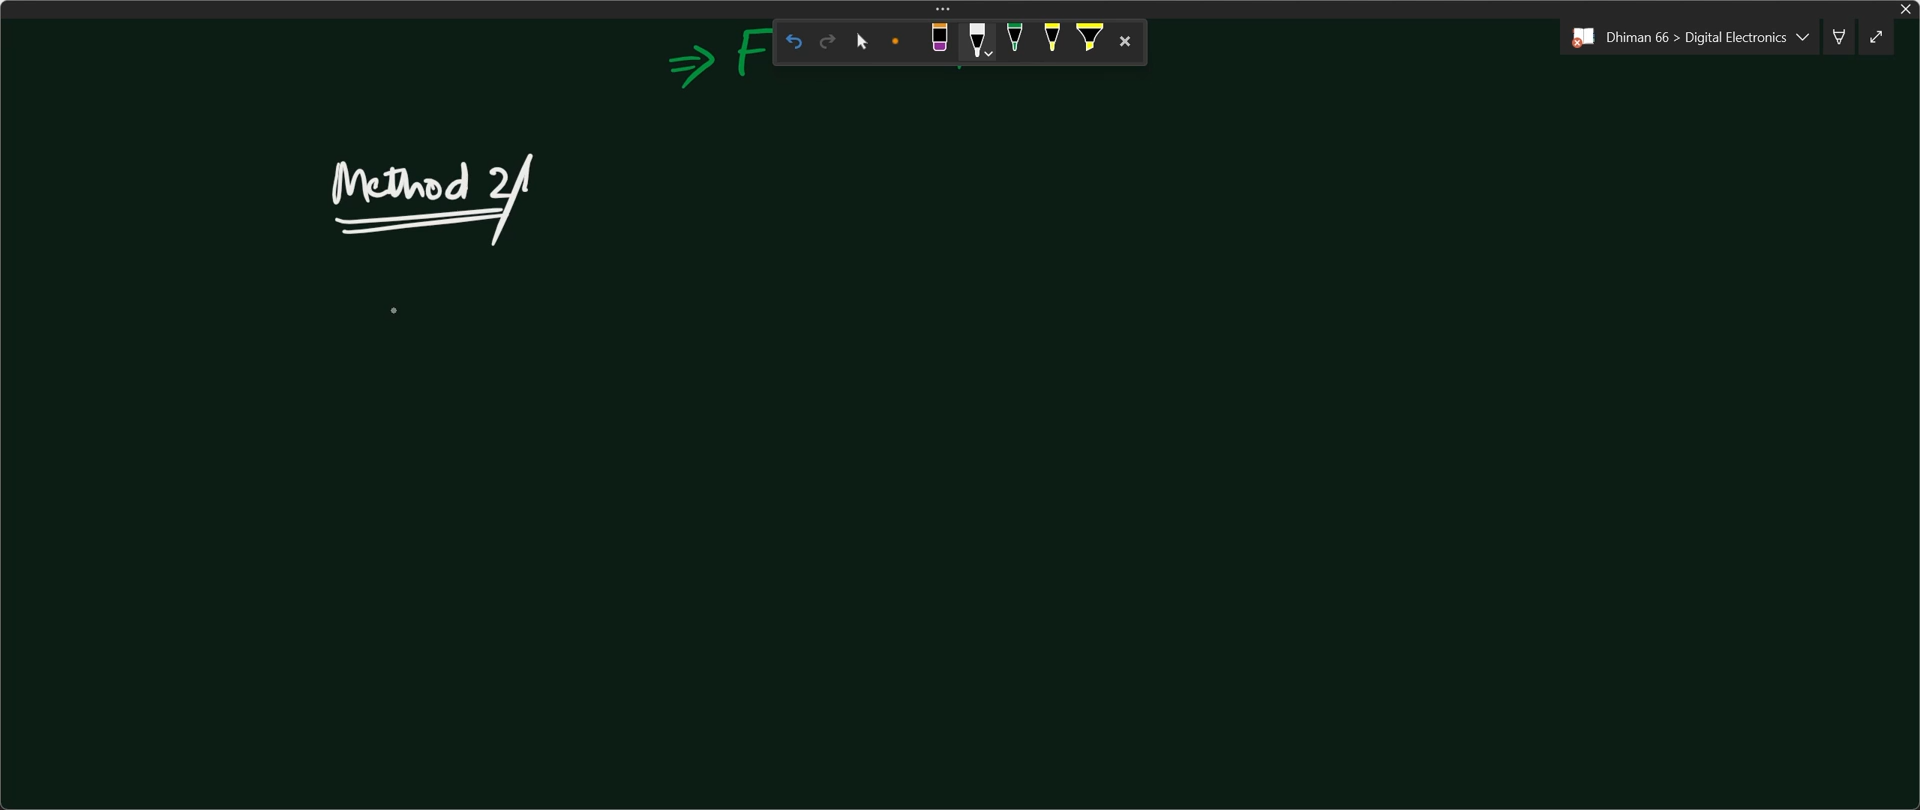 Dhiman 66 > Digital Electronics
⇒ F
Method 2/